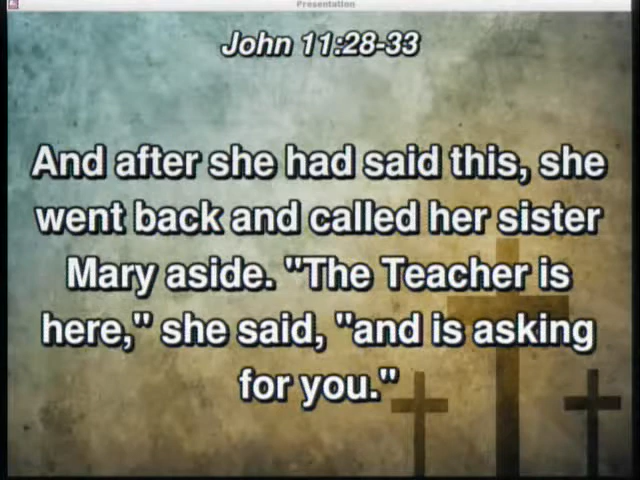 Presentation
John 11:28-33
And after she had said this, she
went back and called her sister
Mary aside. "The Teacher is
here," she said, "and is asking
for you."